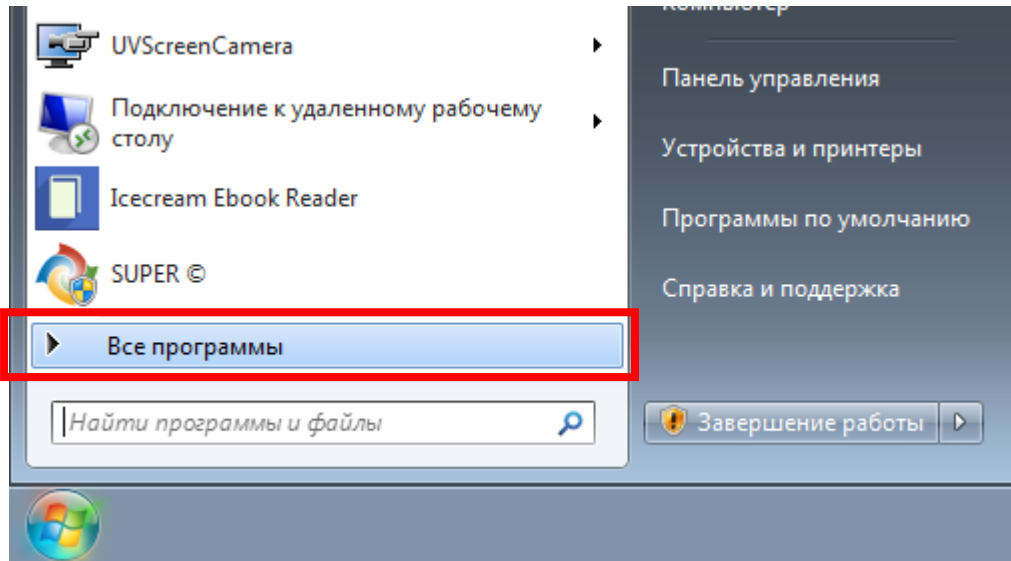 UVScreenCamera
Подключение к удаленному рабочему
столу
Icecream Ebook Reader
SUPER ©
Все программы
Найти программы и файлы
Компьютер
Панель управления
Устройства и принтеры
Программы по умолчанию
Справка и поддержка
Завершение работы